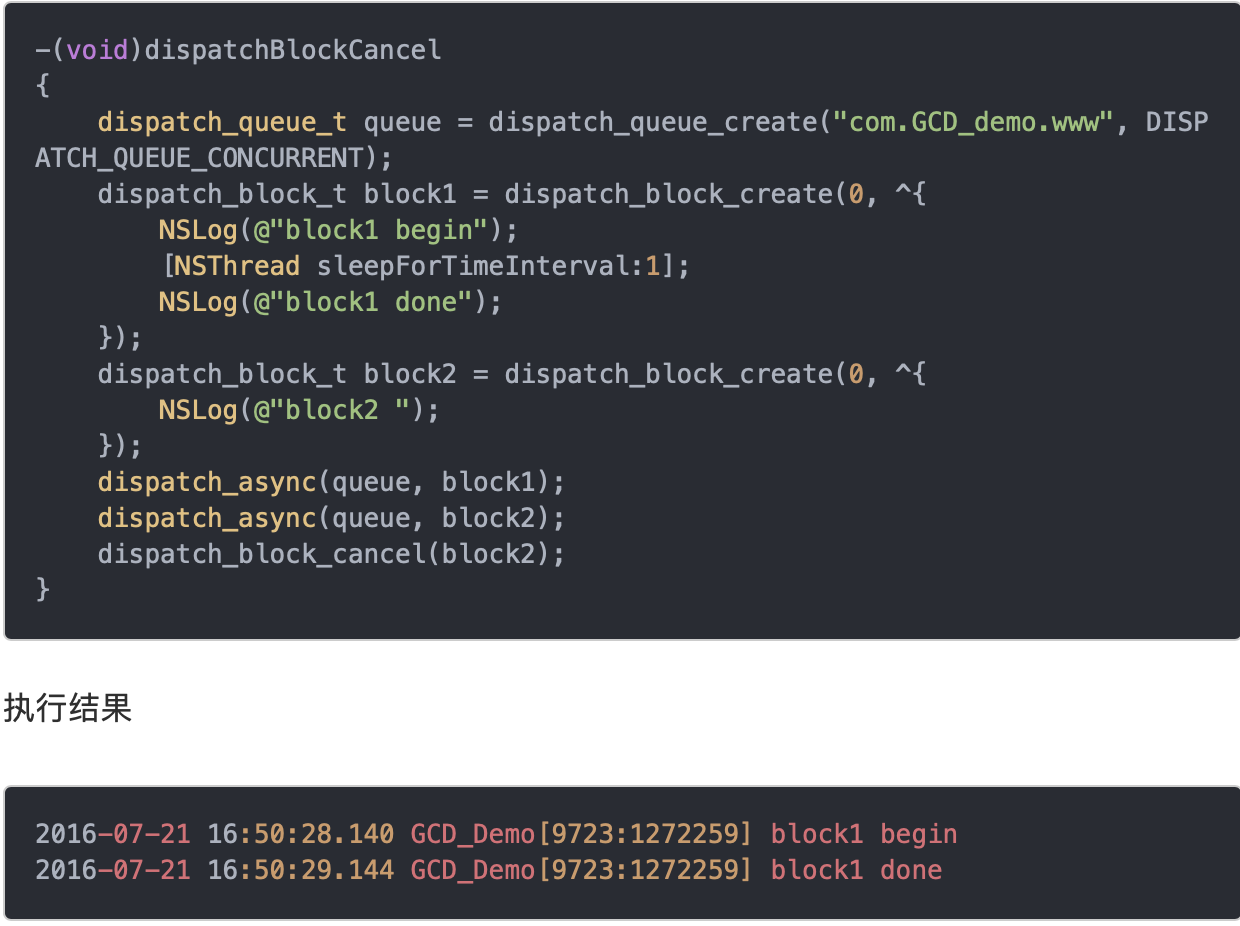 -(void)dispatchBlockCancel
{
    dispatch_queue_t queue = dispatch_queue_create("com.GCD_demo.www", DISP
ATCH_QUEUE_CONCURRENT);
    dispatch_block_t block1 = dispatch_block_create(0, ^{
        NSLog(@"block1 begin");
        [NSThread sleepForTimeInterval:1];
        NSLog(@"block1 done");
    });
    dispatch_block_t block2 = dispatch_block_create(0, ^{
        NSLog(@"block2 ");
    });
    dispatch_async(queue, block1);
    dispatch_async(queue, block2);
    dispatch_block_cancel(block2);
}
执行结果
2016-07-21 16:50:28.140 GCD_Demo[9723:1272259] block1 begin
2016-07-21 16:50:29.144 GCD_Demo[9723:1272259] block1 done